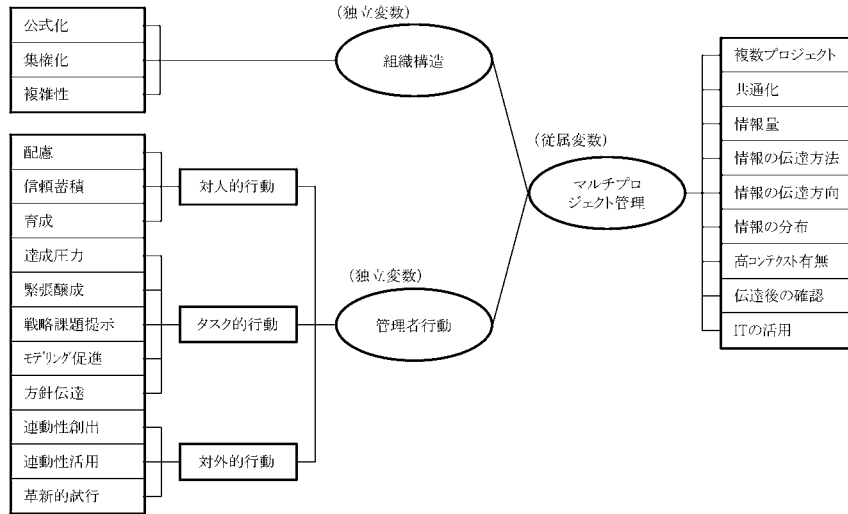 公式化
集権化
複雑性
(独立変数)
組織構造
配慮
信頼蓄積
育成
対人的行動
達成圧力
緊張醸成
戦略課題提示
モデリング促進
方針伝達
タスク的行動
連動性創出
連動性活用
革新的試行
対外的行動
(独立変数)
管理者行動
(従属変数)
マルチプロ
ジェクト管理
複数プロジェクト
共通化
情報量
情報の伝達方法
情報の伝達方向
情報の分布
高コンテクスト有無
伝達後の確認
ITの活用